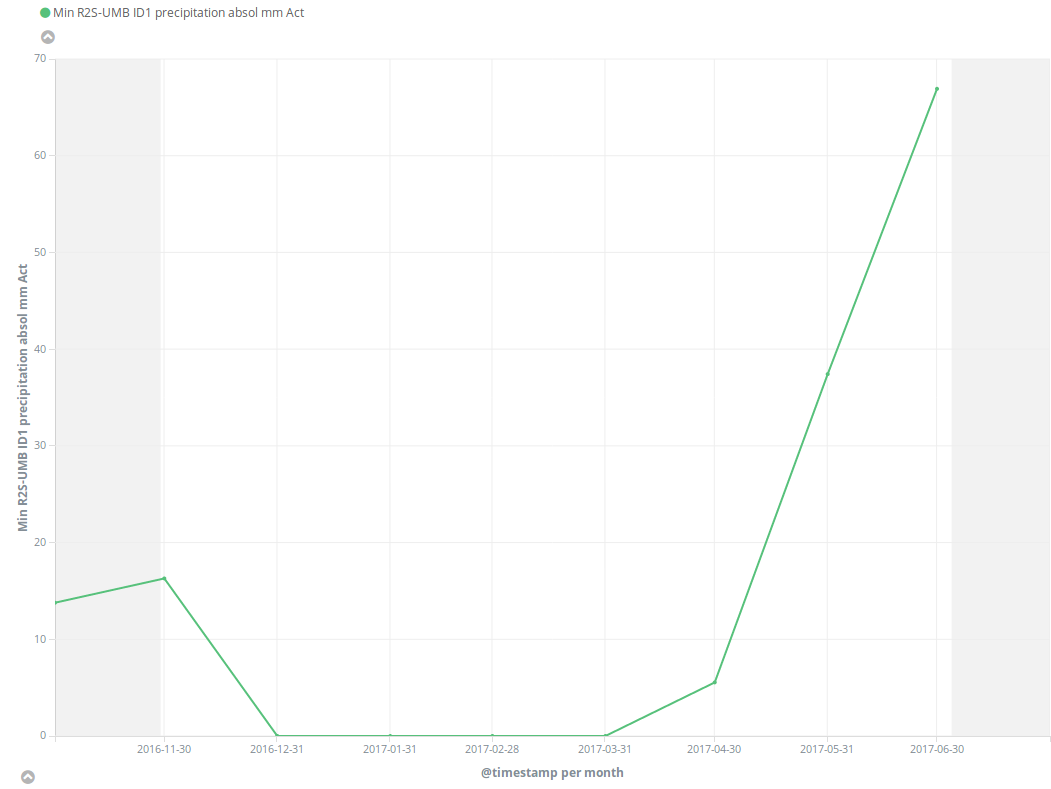 Min R2S-UMB ID1 precipitation absol mm Act
70
60
50
40
30
20
10
0
Min R2S-UMB ID1 precipitation absol mm Act
2016-11-30 2016-12-31 2017-01-31 2017-02-28 2017-03-31 2017-04-30 2017-05-31 2017-06-30
@timestamp per month